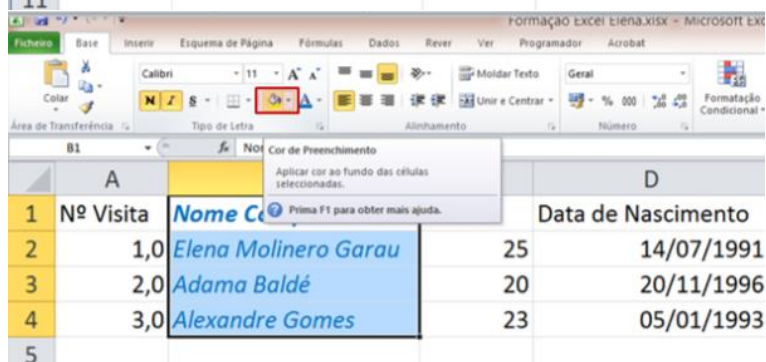 11
Formação Excel Elena.xlsx - Microsoft Exc
Ficheiro Base Inserir Esquema de Página Fórmulas Dados Rever Ver Programador Acrobat
Colar Calibri 11 A A Moldar Texto Geral
N I S A Unir e Centrar % 000 Formatação Condicional
Área de Transferência Tipo de Letra Alinhamento Número
B1 fx No
Cor de Preenchimento
Aplicar cor ao fundo das células
seleccionadas.
Prima F1 para obter mais ajuda.
A D
1 Nº Visita Nome Data de Nascimento
2 1,0 Elena Molinero Garau 25 14/07/1991
3 2,0 Adama Baldé 20 20/11/1996
4 3,0 Alexandre Gomes 23 05/01/1993
5